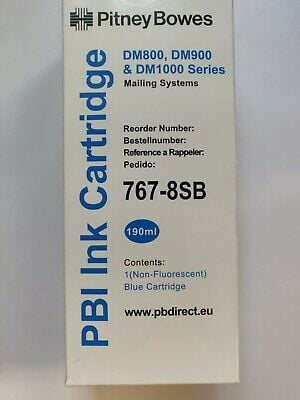 Pitney Bowes
DM800, DM900
& DM1000 Series
Mailing Systems
Reorder Number:
Bestellnumber:
Reference a Rappeler:
Pedido:
767-8SB
190ml
Contents:
1(Non-Fluorescent)
Blue Cartridge
www.pbdirect.eu
PBI Ink Cartridge